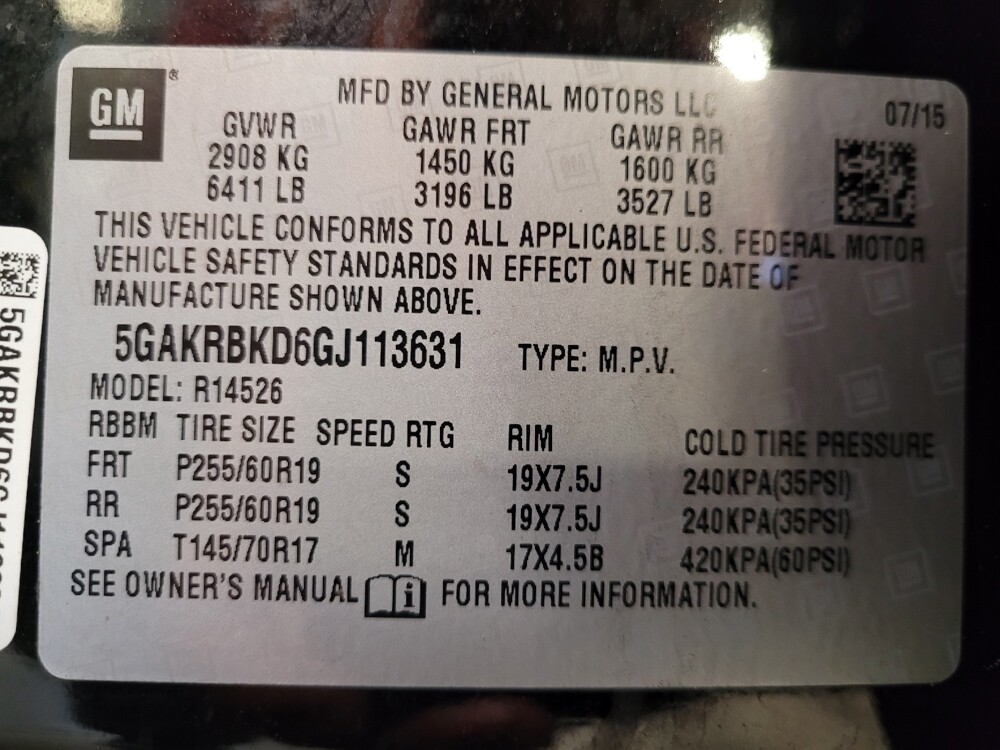 GM
MFD BY GENERAL MOTORS LLC
07/15
GVWR GAWR FRT GAWR RR
2908 KG 1450 KG 1600 KG
6411 LB 3196 LB 3527 LB
THIS VEHICLE CONFORMS TO ALL APPLICABLE U.S. FEDERAL MOTOR
VEHICLE SAFETY STANDARDS IN EFFECT ON THE DATE OF
MANUFACTURE SHOWN ABOVE.
5GAKRBKD6GJ113631 TYPE: M.P.V.
MODEL: R14526
RBBM TIRE SIZE SPEED RTG RIM COLD TIRE PRESSURE
FRT P255/60R19 S 19X7.5J 240KPA(35PSI)
RR P255/60R19 S 19X7.5J 240KPA(35PSI)
SPA T145/70R17 M 17X4.5B 420KPA(60PSI)
SEE OWNER'S MANUAL i FOR MORE INFORMATION.